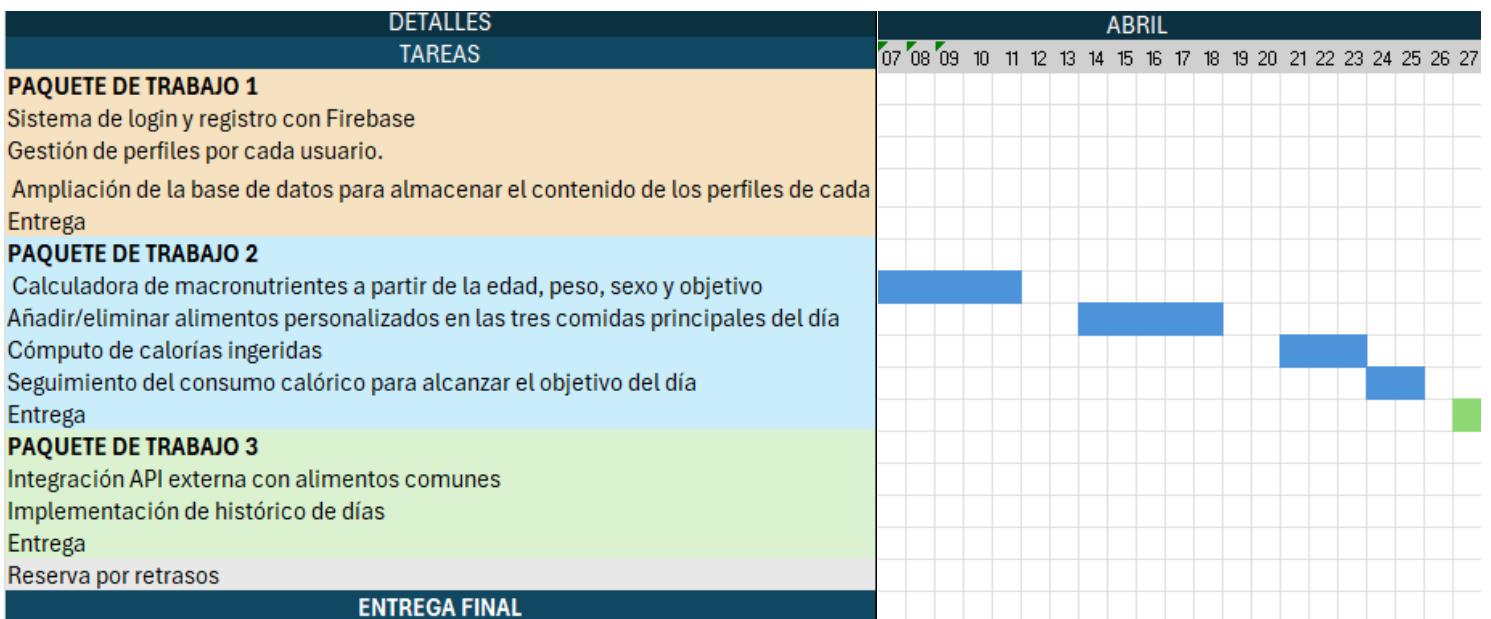 DETALLES
ABRIL
TAREAS
07 08 09 10 11 12 13 14 15 16 17 18 19 20 21 22 23 24 25 26 27
PAQUETE DE TRABAJO 1
Sistema de login y registro con Firebase
Gestión de perfiles por cada usuario.
Ampliación de la base de datos para almacenar el contenido de los perfiles de cada
Entrega
PAQUETE DE TRABAJO 2
Calculadora de macronutrientes a partir de la edad, peso, sexo y objetivo
Añadir/eliminar alimentos personalizados en las tres comidas principales del día
Cómputo de calorías ingeridas
Seguimiento del consumo calórico para alcanzar el objetivo del día
Entrega
PAQUETE DE TRABAJO 3
Integración API externa con alimentos comunes
Implementación de histórico de días
Entrega
Reserva por retrasos
ENTREGA FINAL